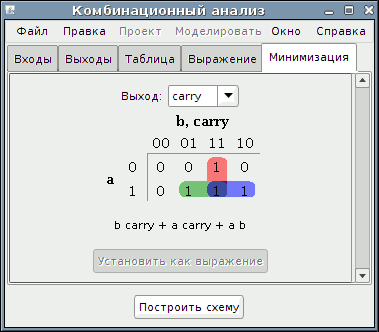 Комбинационный анализ
Файл Правка Проект Моделировать Окно Справка
Входы Выходы Таблица Выражение Минимизация
Выход: carry
b, carry
00 01 11 10
0 0 0 1 0
a
1 0 1 1 1
b carry + a carry + a b
Установить как выражение
Построить схему